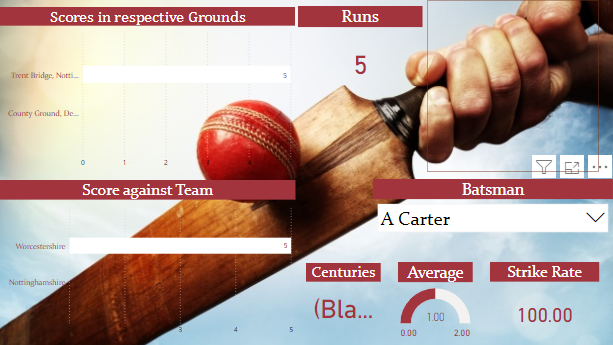 Scores in respective Grounds
Runs
5
Trent Bridge, Notti...
5
County Ground, De...
0 1 2
Score against Team
Batsman
A Carter
Worcestershire
5
Nottinghamshire
3 4 5
Centuries
Average
Strike Rate
(Bla...
1.00
0.00
2.00
100.00